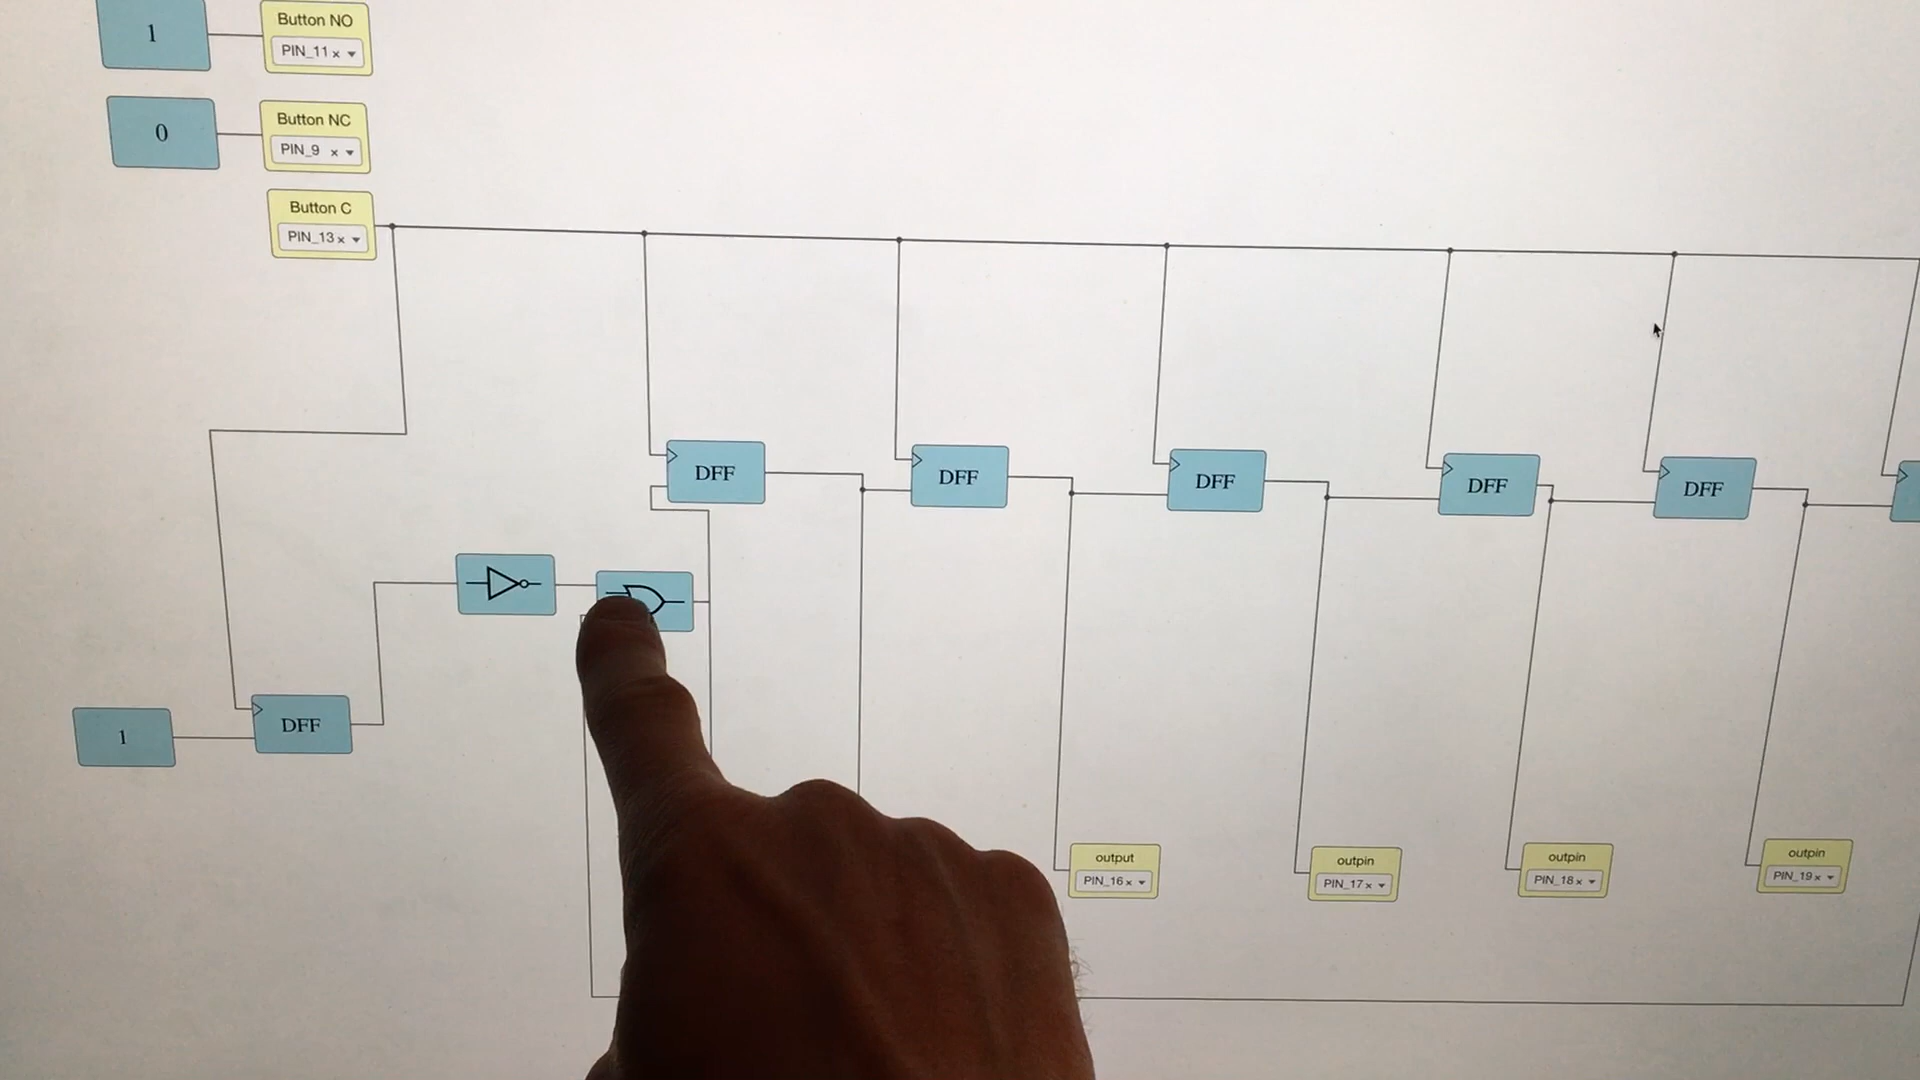 1
Button NO
PIN_11
0
Button NC
PIN_9
Button C
PIN_13
DFF
DFF
DFF
DFF
DFF
1
DFF
output
PIN_16
outpin
PIN_17
outpin
PIN_18
outpin
PIN_19